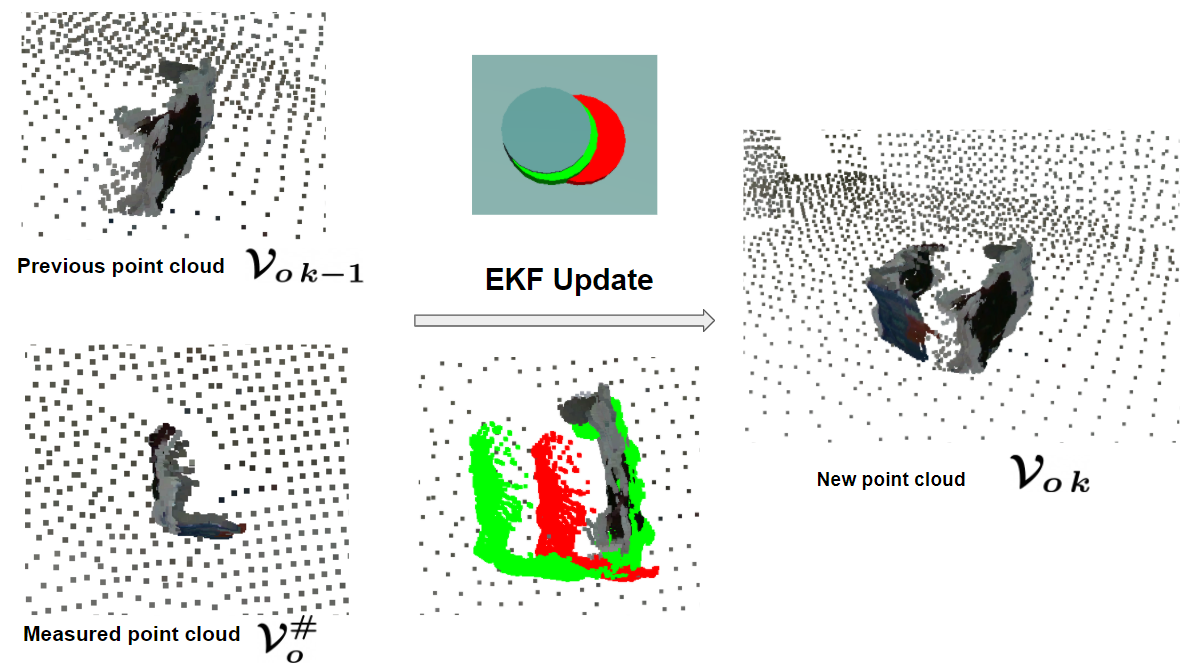 Previous point cloud 𝒱ₒ ₖ₋₁
EKF Update
Measured point cloud 𝒱ₒ^#
New point cloud 𝒱ₒ ₖ